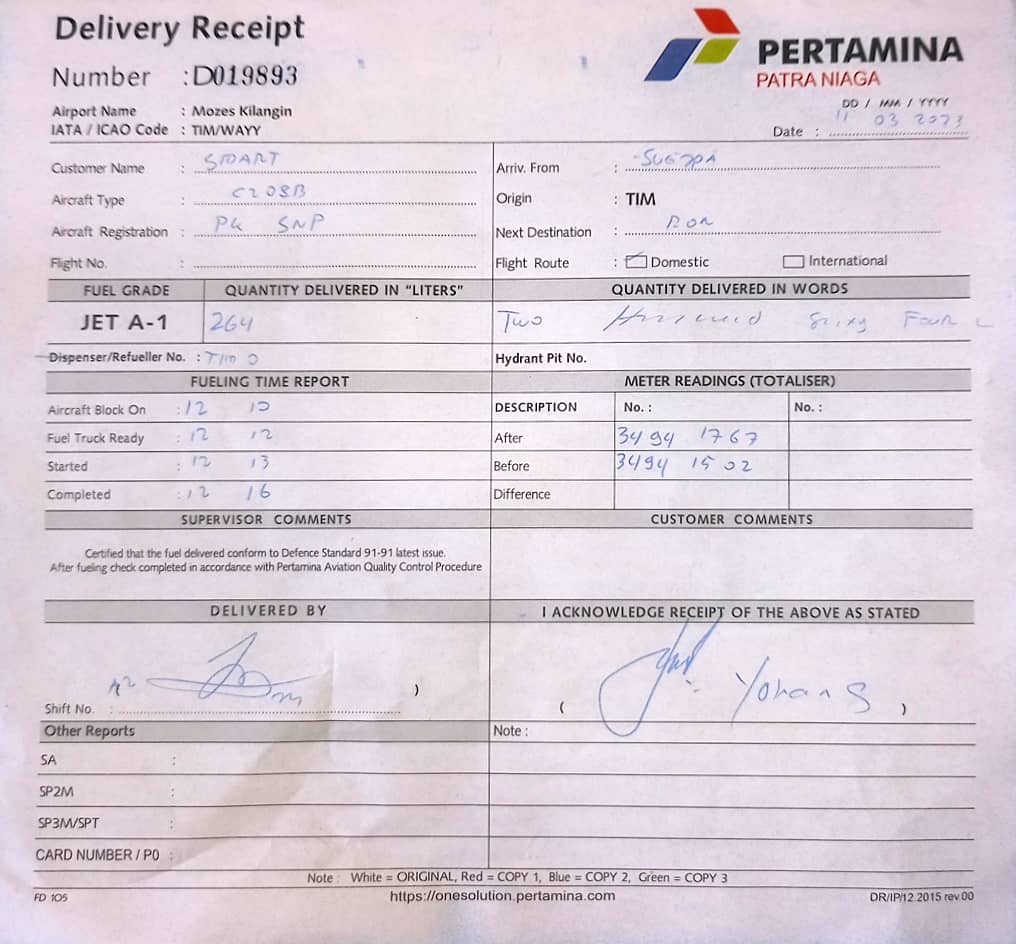 Delivery Receipt
PERTAMINA
PATRA NIAGA
Number : D019893
Airport Name : Mozes Kilangin
IATA / ICAO Code : TIM/WAYY
DD / MM / YYYY
Date : 11 03 2023
Customer Name : SMART
Arriv. From :
Aircraft Type : C208B
Origin : TIM
Aircraft Registration : PK SNP
Next Destination :
Flight No. :
Flight Route : Domestic International
FUEL GRADE QUANTITY DELIVERED IN "LITERS" QUANTITY DELIVERED IN WORDS
JET A-1 264 Two Hundred Sixty Four
Dispenser/Refueller No. :
Hydrant Pit No.
FUELING TIME REPORT METER READINGS (TOTALISER)
Aircraft Block On : 12 10
DESCRIPTION No. : No. :
Fuel Truck Ready : 12 12
After 3494 1767
Started : 12 13
Before 3494 1502
Completed : 12 16
Difference
SUPERVISOR COMMENTS CUSTOMER COMMENTS
Certified that the fuel delivered conform to Defence Standard 91-91 latest issue.
After fueling check completed in accordance with Pertamina Aviation Quality Control Procedure
DELIVERED BY I ACKNOWLEDGE RECEIPT OF THE ABOVE AS STATED
Shift No. : )
( Yohan S )
Other Reports Note :
SA :
SP2M :
SP3M/SPT :
CARD NUMBER / P0 :
Note : White = ORIGINAL, Red = COPY 1, Blue = COPY 2, Green = COPY 3
FD 105 https://onesolution.pertamina.com DR/IP/12.2015 rev.00